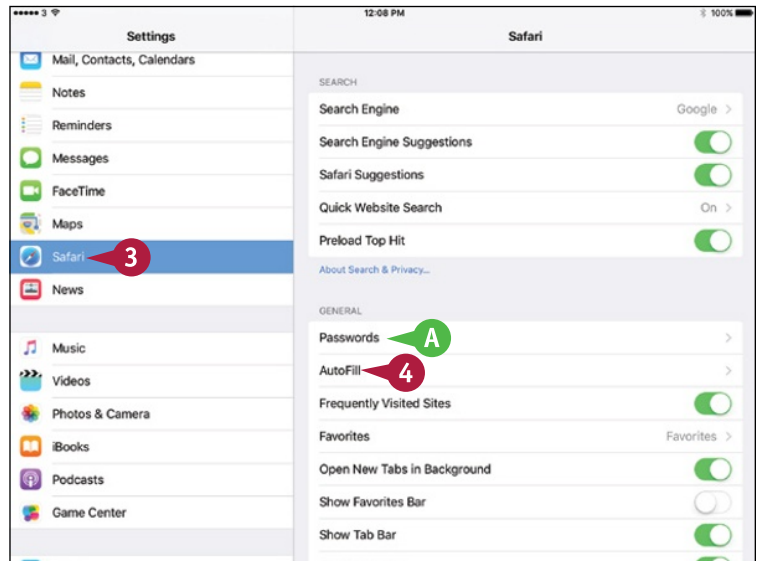 3 12:08 PM 100%
Settings
Safari
Mail, Contacts, Calendars
Notes
Reminders
Messages
FaceTime
Maps
Safari 3
News
Music
Videos
Photos & Camera
iBooks
Podcasts
Game Center
SEARCH
Search Engine Google >
Search Engine Suggestions
Safari Suggestions
Quick Website Search On >
Preload Top Hit
About Search & Privacy...
GENERAL
Passwords A >
AutoFill 4 >
Frequently Visited Sites
Favorites Favorites >
Open New Tabs in Background
Show Favorites Bar
Show Tab Bar